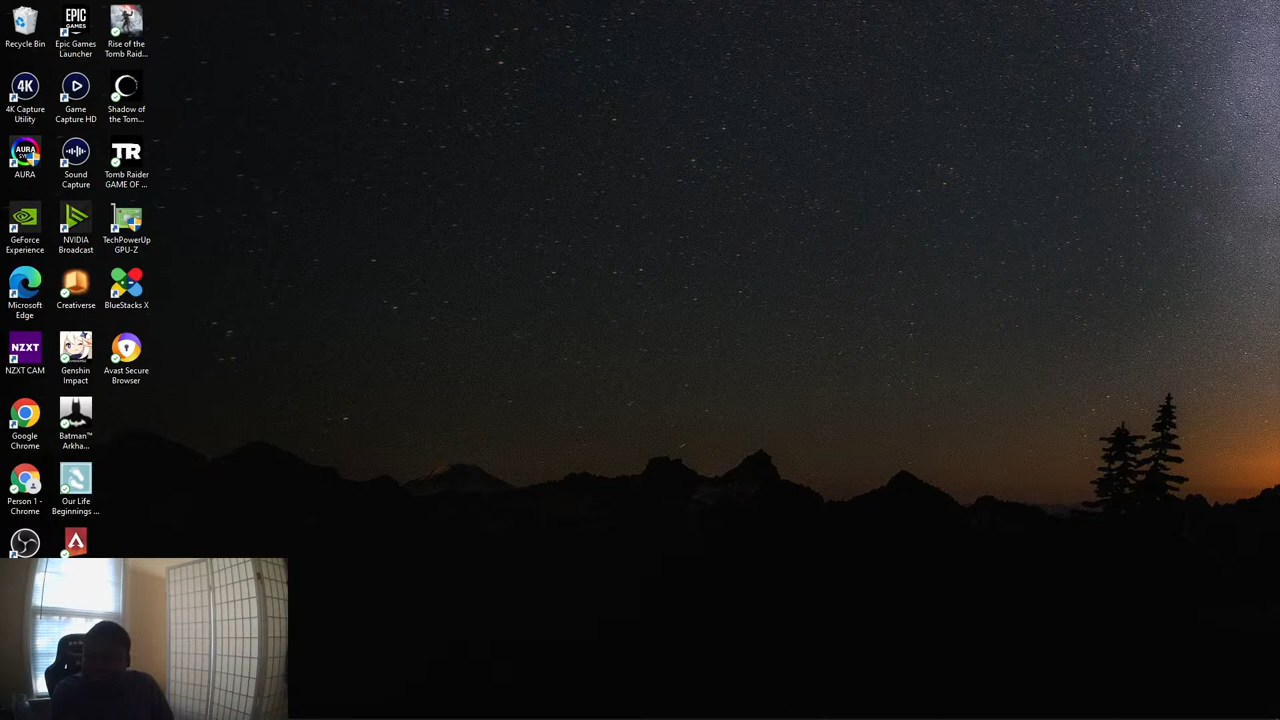 Recycle Bin
EPIC
GAMES
Epic Games
Launcher
Rise of the
Tomb Raid...
4K
4K Capture
Utility
Game
Capture HD
Shadow of
the Tom...
AURA
AURA
Sound
Capture
TR
Tomb Raider
GAME OF ...
GeForce
Experience
NVIDIA
Broadcast
TechPowerUp
GPU-Z
Microsoft
Edge
Creativerse
BlueStacks X
NZXT
NZXT CAM
Genshin
Impact
Avast Secure
Browser
Google
Chrome
Batman™
Arkha...
Person 1 -
Chrome
Our Life
Beginnings ...